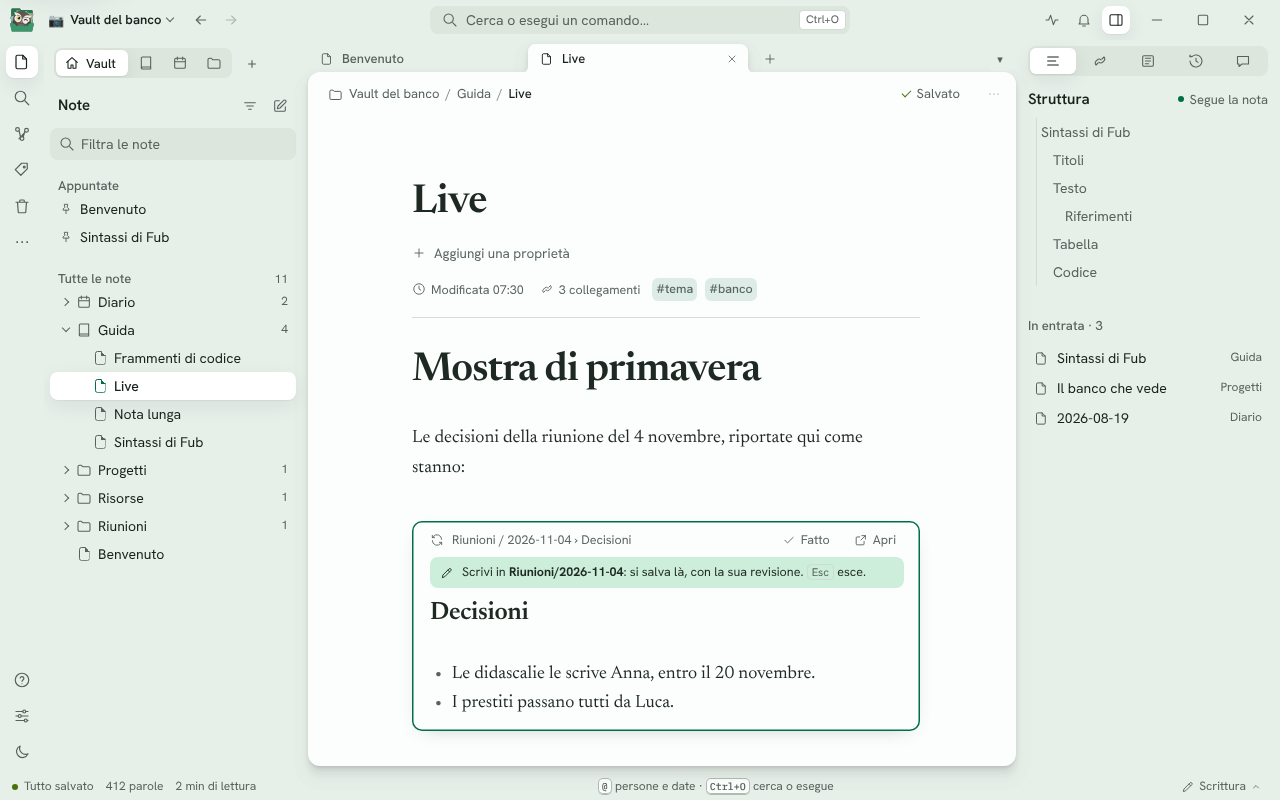 Vault del banco
Cerca o esegui un comando…
Ctrl+O
Vault
Note
Filtra le note
Appuntate
Benvenuto
Sintassi di Fub
Tutte le note 11
Diario 2
Guida 4
Frammenti di codice
Live
Nota lunga
Sintassi di Fub
Progetti 1
Risorse 1
Riunioni 1
Benvenuto
Benvenuto
Live
Vault del banco / Guida / Live
Salvato
Live
Aggiungi una proprietà
Modificata 07:30
3 collegamenti
#tema
#banco
Mostra di primavera
Le decisioni della riunione del 4 novembre, riportate qui come
stanno:
Riunioni / 2026-11-04 › Decisioni
Fatto
Apri
Scrivi in Riunioni/2026-11-04: si salva là, con la sua revisione. Esc esce.
Decisioni
• Le didascalie le scrive Anna, entro il 20 novembre.
• I prestiti passano tutti da Luca.
Struttura
Segue la nota
Sintassi di Fub
Titoli
Testo
Riferimenti
Tabella
Codice
In entrata · 3
Sintassi di Fub Guida
Il banco che vede Progetti
2026-08-19 Diario
Tutto salvato
412 parole
2 min di lettura
@ persone e date · Ctrl+O cerca o esegue
Scrittura